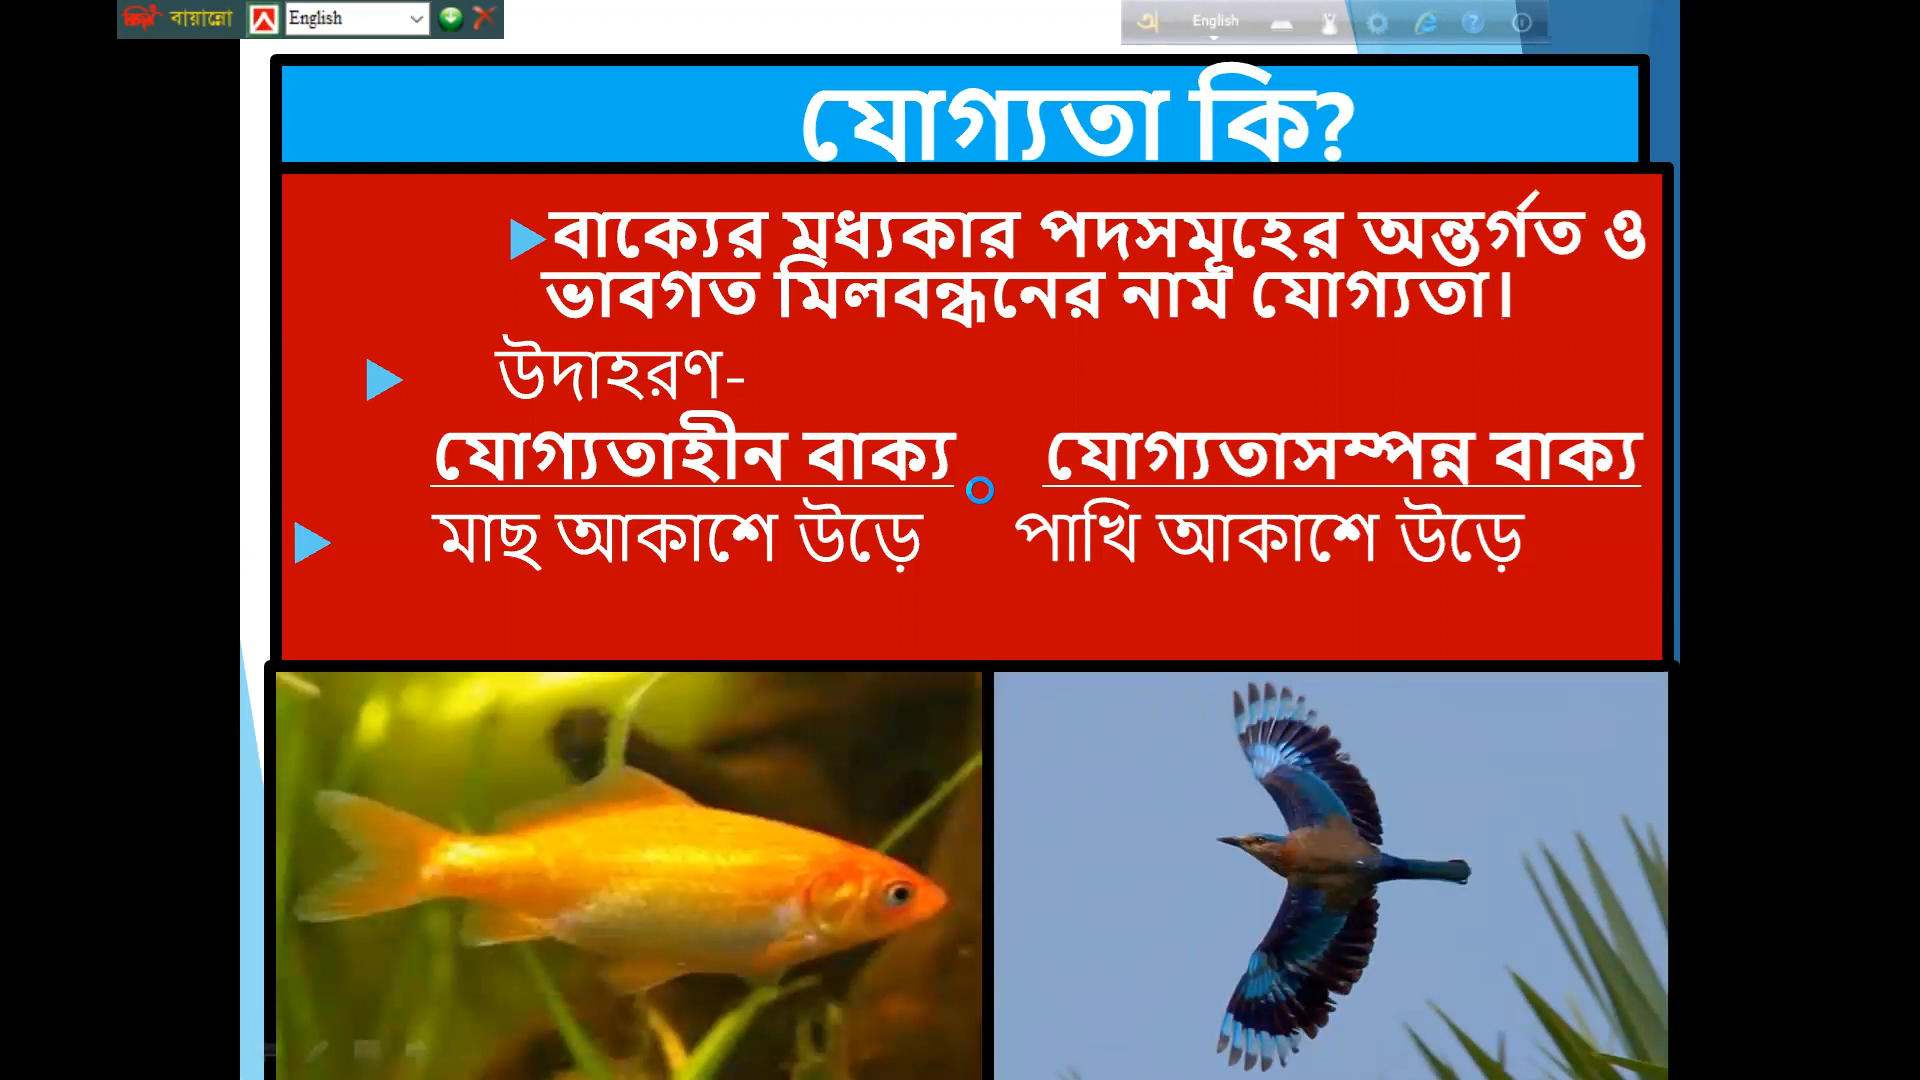 বায়ান্নো English
অ English
যোগ্যতা কি?
বাক্যের মধ্যকার পদসমূহের অন্তর্গত ও
ভাবগত মিলবন্ধনের নাম যোগ্যতা।
উদাহরণ-
যোগ্যতাহীন বাক্য যোগ্যতাসম্পন্ন বাক্য
মাছ আকাশে উড়ে পাখি আকাশে উড়ে